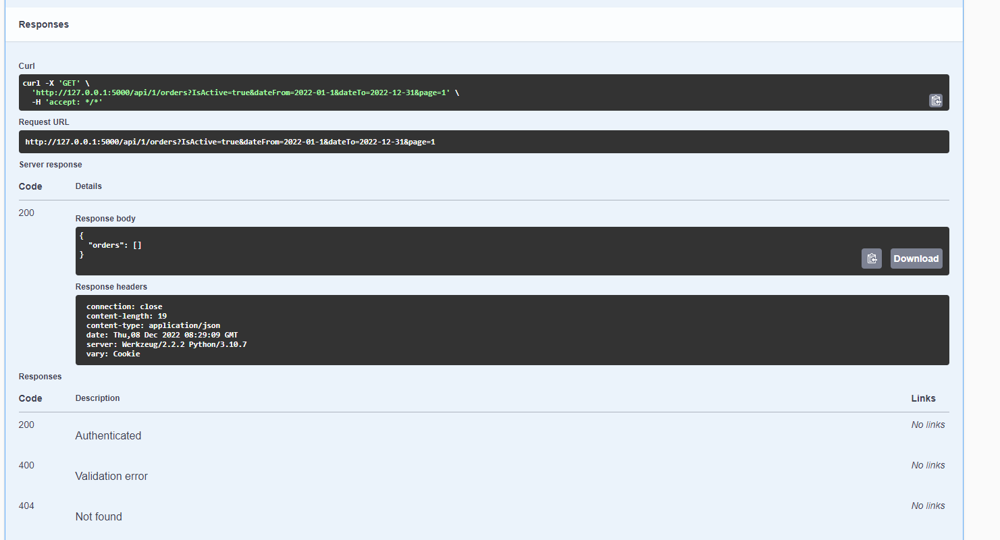 Responses
Curl
curl -X 'GET' \
'http://127.0.0.1:5000/api/1/orders?IsActive=true&dateFrom=2022-01-1&dateTo=2022-12-31&page=1' \
-H 'accept: */*'
Request URL
http://127.0.0.1:5000/api/1/orders?IsActive=true&dateFrom=2022-01-1&dateTo=2022-12-31&page=1
Server response
Code Details
200
Response body
{
"orders": []
}
Download
Response headers
connection: close
content-length: 19
content-type: application/json
date: Thu,08 Dec 2022 08:29:09 GMT
server: Werkzeug/2.2.2 Python/3.10.7
vary: Cookie
Responses
Code Description Links
200 No links
Authenticated
400 No links
Validation error
404 No links
Not found